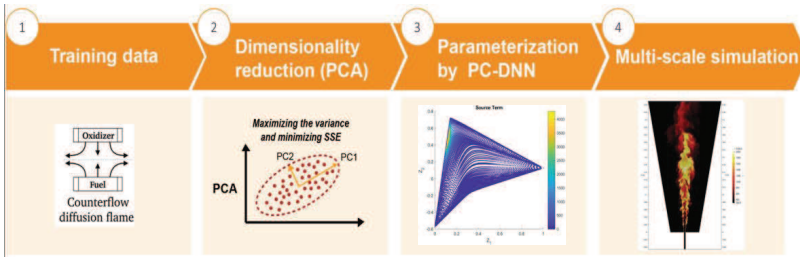 1
Training data
2
Dimensionality
reduction (PCA)
3
Parameterization
by PC-DNN
4
Multi-scale simulation
Oxidizer
Fuel
Counterflow
diffusion flame
Maximizing the variance
and minimizing SSE
PC2
PC1
PCA
Source Term
Z1